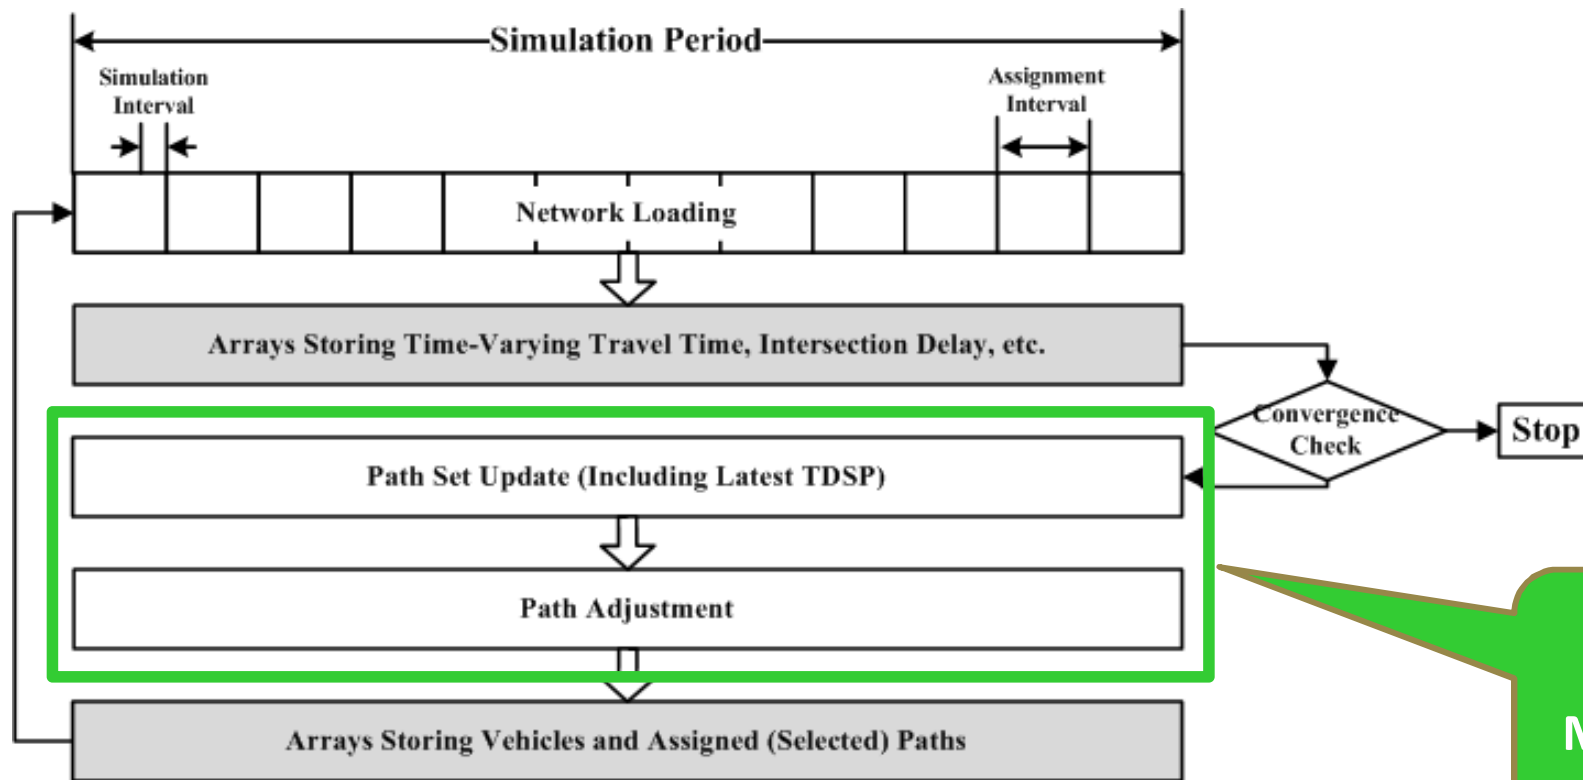 Simulation Period
Simulation
Interval
Assignment
Interval
Network Loading
Arrays Storing Time-Varying Travel Time, Intersection Delay, etc.
Convergence
Check
Stop
Path Set Update (Including Latest TDSP)
Path Adjustment
Arrays Storing Vehicles and Assigned (Selected) Paths